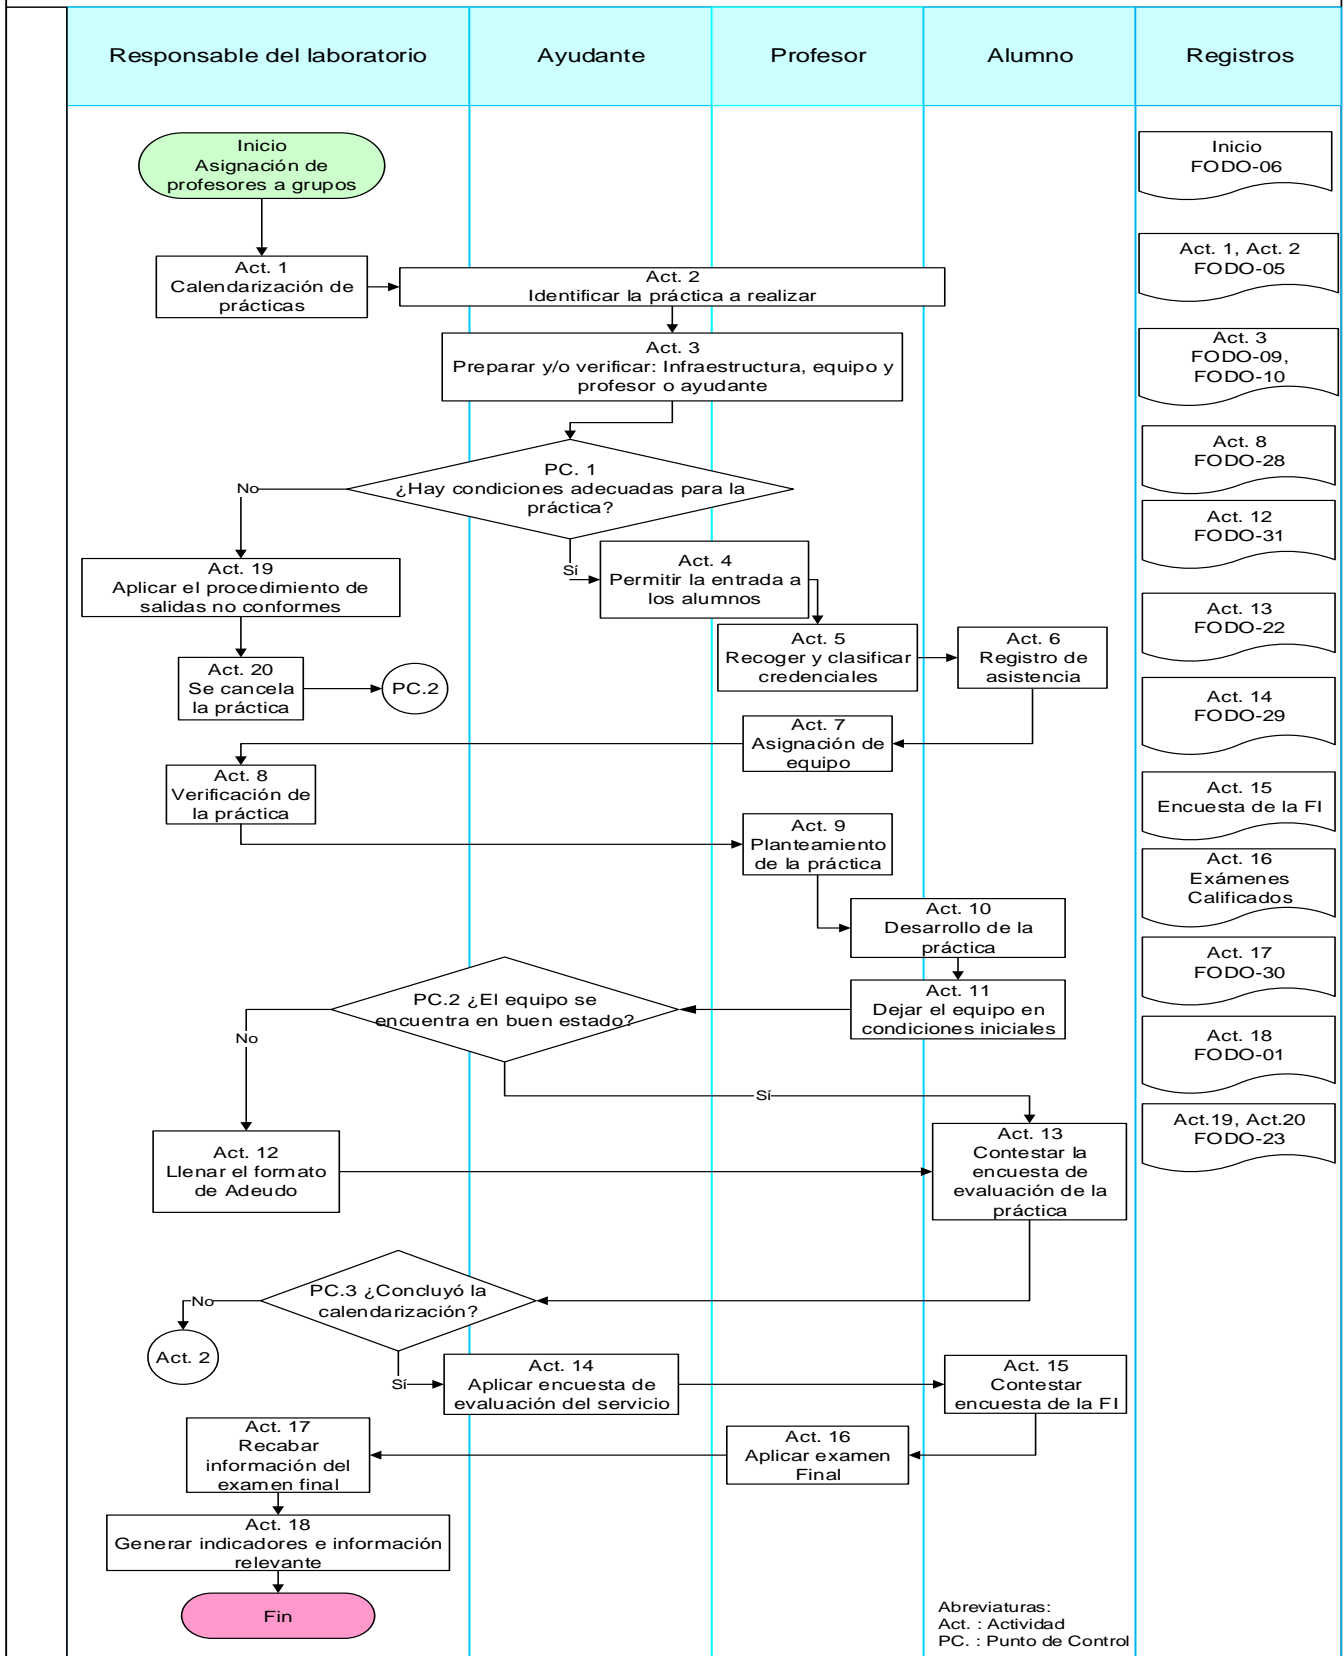 Responsable del laboratorio
Ayudante
Profesor
Alumno
Registros
Inicio
Asignación de
profesores a grupos
Inicio
FODO-06
Act. 1
Calendarización de
prácticas
Act. 2
Identificar la práctica a realizar
Act. 1, Act. 2
FODO-05
Act. 3
Preparar y/o verificar: Infraestructura, equipo y
profesor o ayudante
Act. 3
FODO-09,
FODO-10
PC. 1
¿Hay condiciones adecuadas para la
práctica?
No
Sí
Act. 8
FODO-28
Act. 19
Aplicar el procedimiento de
salidas no conformes
Act. 4
Permitir la entrada a
los alumnos
Act. 12
FODO-31
Act. 20
Se cancela
la práctica
PC.2
Act. 5
Recoger y clasificar
credenciales
Act. 6
Registro de
asistencia
Act. 13
FODO-22
Act. 7
Asignación de
equipo
Act. 14
FODO-29
Act. 8
Verificación de
la práctica
Act. 15
Encuesta de la FI
Act. 9
Planteamiento
de la práctica
Act. 16
Exámenes
Calificados
Act. 10
Desarrollo de la
práctica
Act. 17
FODO-30
PC.2 ¿El equipo se
encuentra en buen estado?
No
Sí
Act. 11
Dejar el equipo en
condiciones iniciales
Act. 18
FODO-01
Act. 12
Llenar el formato
de Adeudo
Act. 13
Contestar la
encuesta de
evaluación de la
práctica
Act.19, Act.20
FODO-23
PC.3 ¿Concluyó la
calendarización?
No
Sí
Act. 2
Act. 14
Aplicar encuesta de
evaluación del servicio
Act. 15
Contestar
encuesta de la FI
Act. 17
Recabar
información del
examen final
Act. 16
Aplicar examen
Final
Act. 18
Generar indicadores e información
relevante
Fin
Abreviaturas:
Act. : Actividad
PC. : Punto de Control